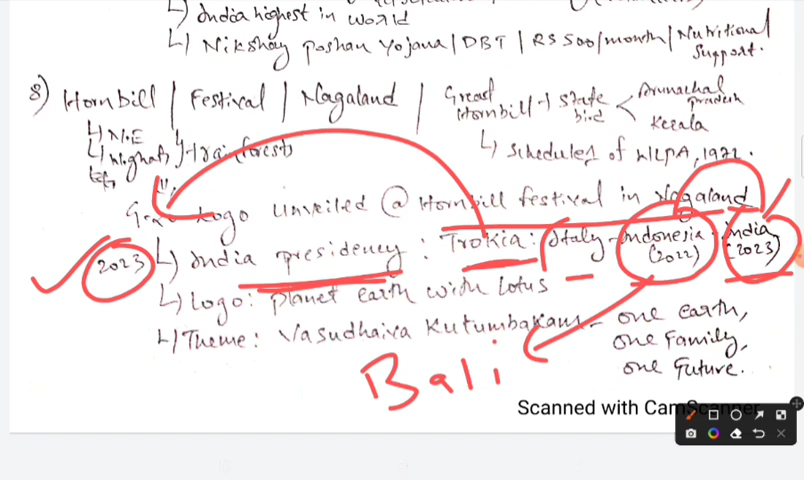 ↳ India highest in world
↳ Nikshay Poshan Yojana | DBT | RS 500/month | Nutritional Support.
8) Hornbill | Festival | Nagaland | Great Hornbill → State bird < Arunachal Pradesh
Kerala
↳ N.E
↳ W.ghats } → rain forests
↳ Schedule of WLPA, 1972.
Logo unveiled @ Hornbill festival in Nagaland
2023 ↳ India presidency : Troika: Italy - Indonesia (2022) - India (2023)
↳ Logo: Planet earth with lotus
↳ Theme: Vasudhaiva Kutumbakam - one earth,
one Family,
one Future.
Bali
Scanned with CamScanner